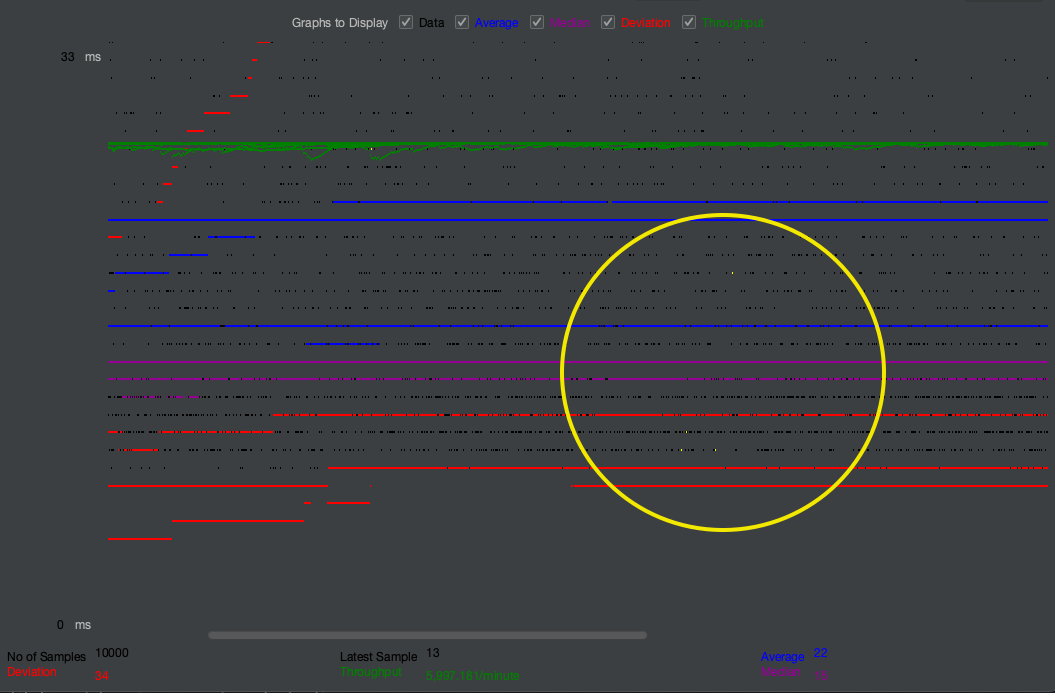 Graphs to Display Data Average Median Deviation Throughput
33 ms
0 ms
No of Samples 10000 Latest Sample 13 Average 22
Deviation 34 Throughput 5,997.181/minute Median